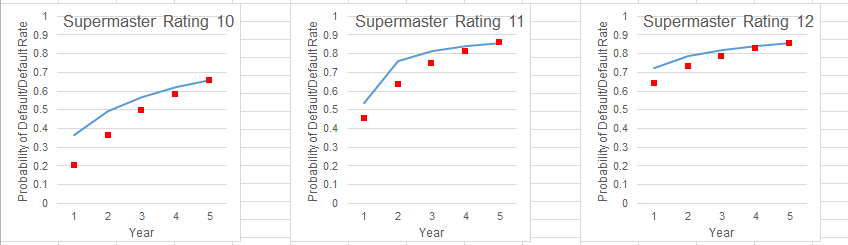 Supermaster Rating 10
Probability of Default/Default Rate
1
0.9
0.8
0.7
0.6
0.5
0.4
0.3
0.2
0.1
0
1 2 3 4 5
Year
Supermaster Rating 11
Probability of Default/Default Rate
1
0.9
0.8
0.7
0.6
0.5
0.4
0.3
0.2
0.1
0
1 2 3 4 5
Year
Supermaster Rating 12
Probability of Default/Default Rate
1
0.9
0.8
0.7
0.6
0.5
0.4
0.3
0.2
0.1
0
1 2 3 4 5
Year